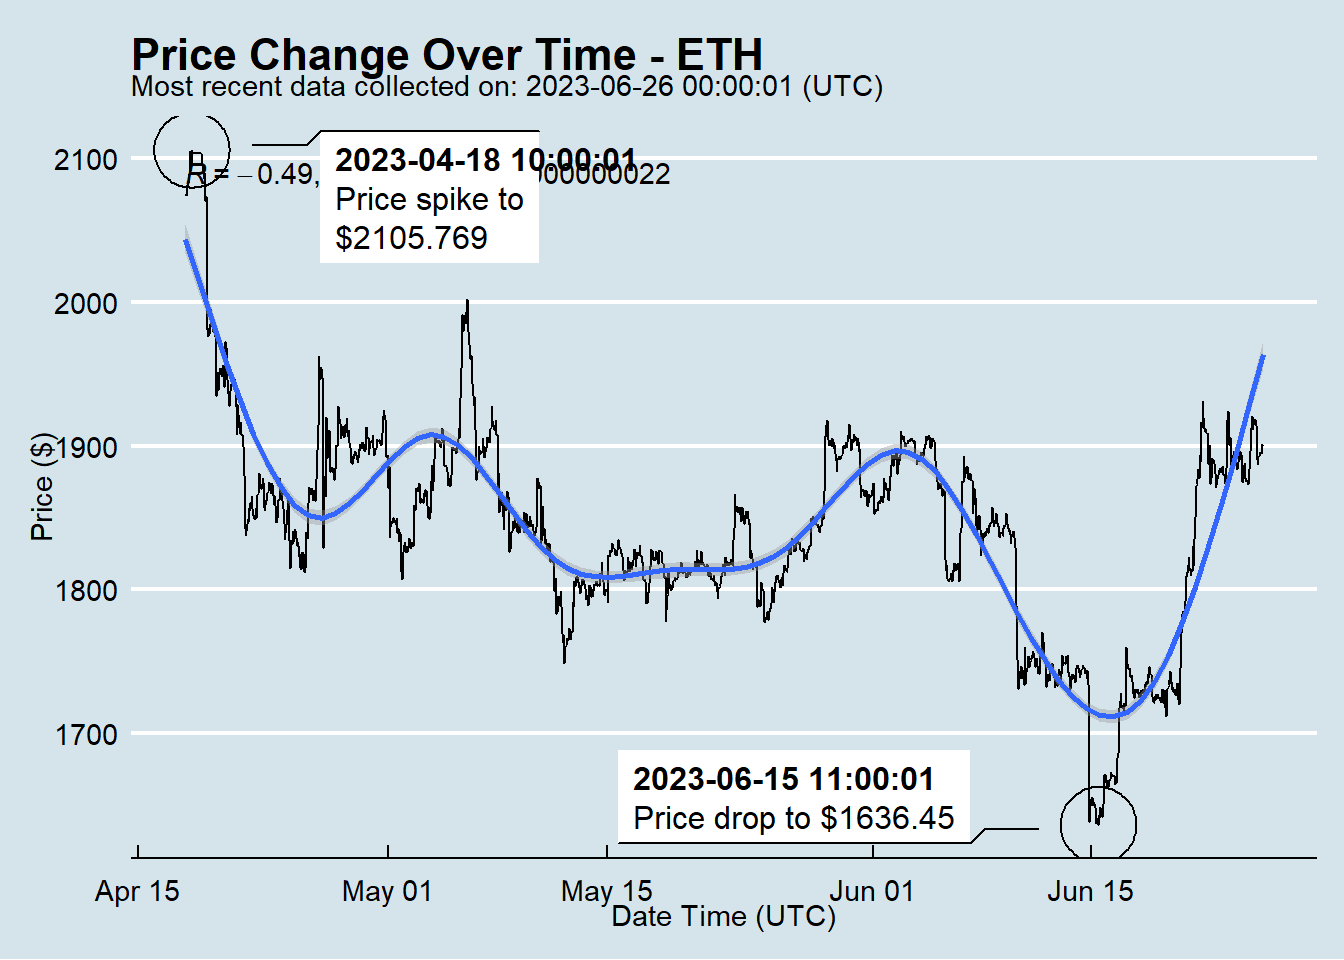 Price Change Over Time - ETH
Most recent data collected on: 2023-06-26 00:00:01 (UTC)
2023-04-18 10:00:01
Price spike to
$2105.769
R = −0.49,
000000022
2100
2000
1900
1800
1700
Price ($)
2023-06-15 11:00:01
Price drop to $1636.45
Apr 15
May 01
May 15
Jun 01
Jun 15
Date Time (UTC)